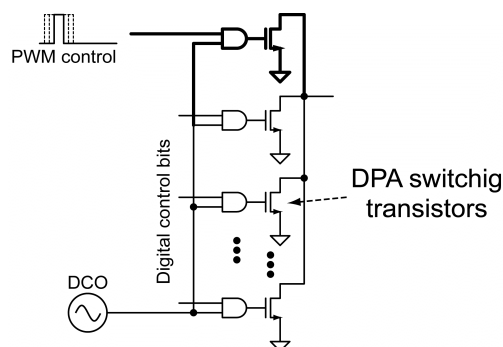 PWM control
Digital control bits
DPA switchig
transistors
DCO